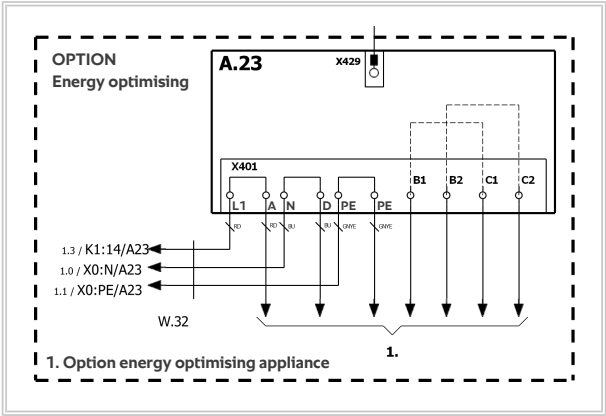 OPTION
Energy optimising
A.23
X429
X401
B1 B2 C1 C2
L1 A N D PE PE
RD RD BU BU GNYE GNYE
1.3 / K1:14/A23
1.0 / X0:N/A23
1.1 / X0:PE/A23
W.32
1.
1. Option energy optimising appliance